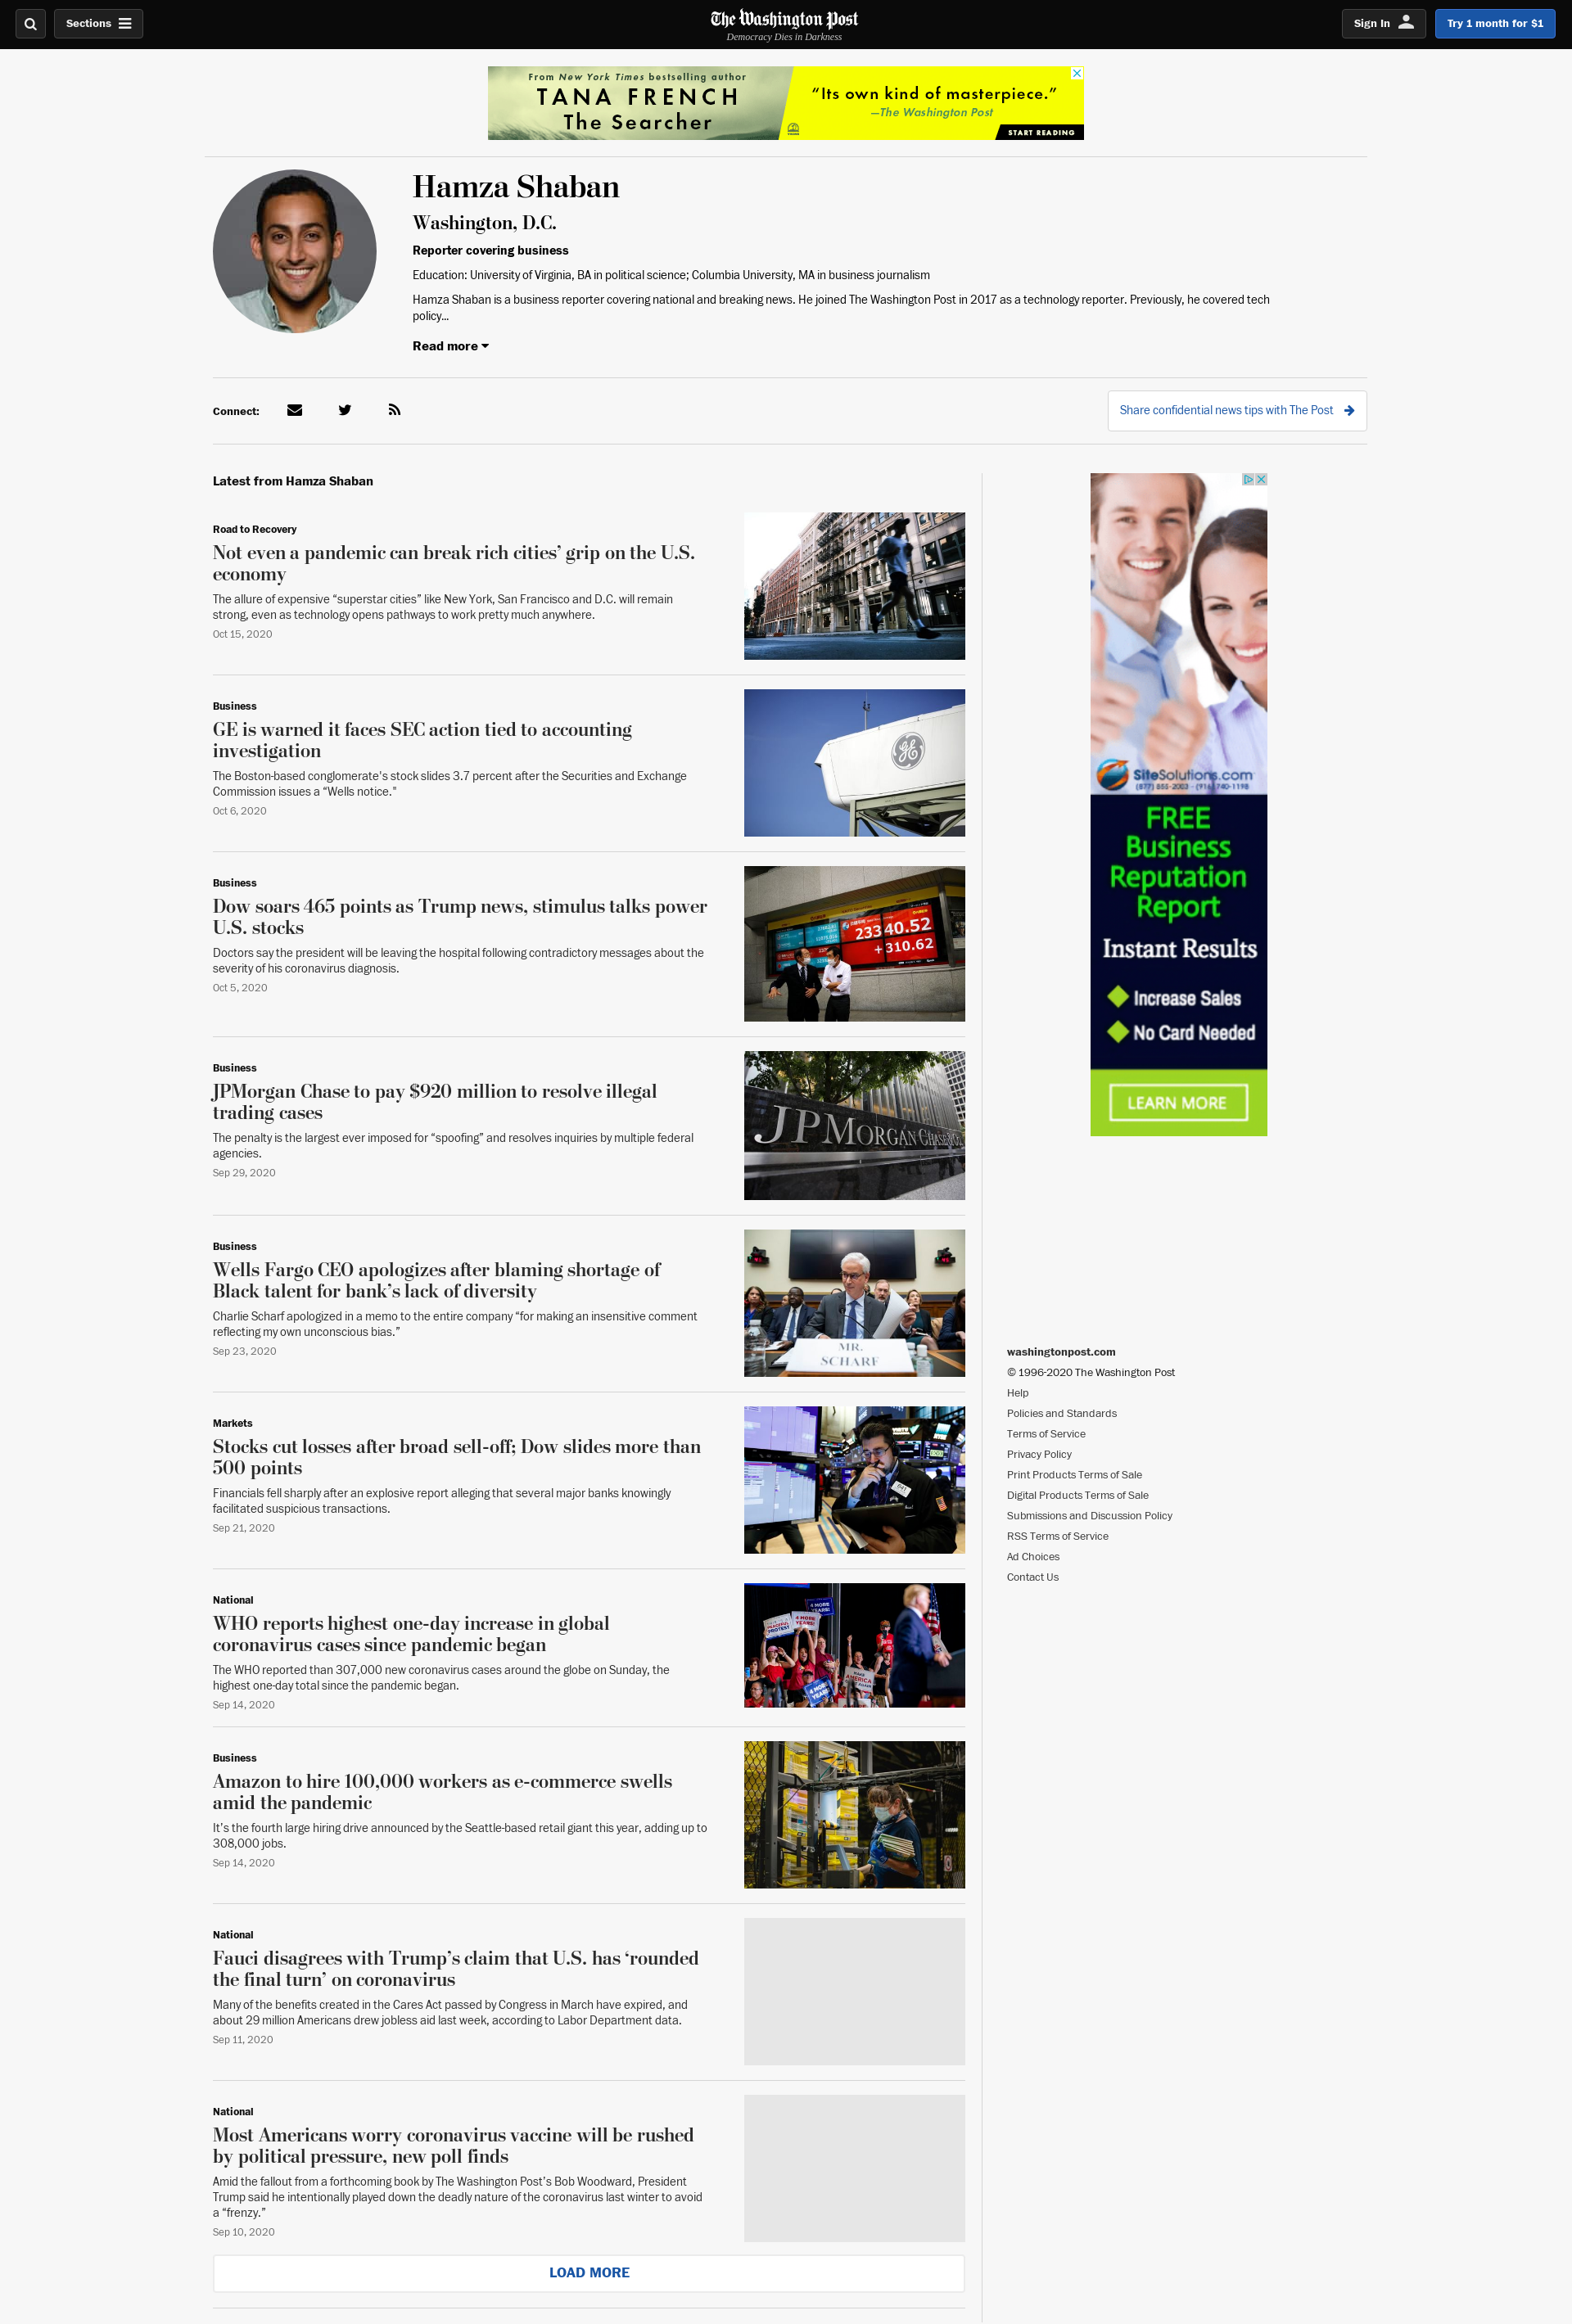 Sections
The Washington Post
Democracy Dies in Darkness
Sign In
Try 1 month for $1
From New York Times bestselling author
TANA FRENCH
The Searcher
“Its own kind of masterpiece.”
—The Washington Post
START READING
Hamza Shaban
Washington, D.C.
Reporter covering business
Education: University of Virginia, BA in political science; Columbia University, MA in business journalism
Hamza Shaban is a business reporter covering national and breaking news. He joined The Washington Post in 2017 as a technology reporter. Previously, he covered tech
policy...
Read more
Connect:
Share confidential news tips with The Post
Latest from Hamza Shaban
Road to Recovery
Not even a pandemic can break rich cities’ grip on the U.S.
economy
The allure of expensive “superstar cities” like New York, San Francisco and D.C. will remain
strong, even as technology opens pathways to work pretty much anywhere.
Oct 15, 2020
Business
GE is warned it faces SEC action tied to accounting
investigation
The Boston-based conglomerate's stock slides 3.7 percent after the Securities and Exchange
Commission issues a “Wells notice."
Oct 6, 2020
GE
Business
Dow soars 465 points as Trump news, stimulus talks power
U.S. stocks
Doctors say the president will be leaving the hospital following contradictory messages about the
severity of his coronavirus diagnosis.
Oct 5, 2020
23340.52
+310.62
Business
JPMorgan Chase to pay $920 million to resolve illegal
trading cases
The penalty is the largest ever imposed for “spoofing” and resolves inquiries by multiple federal
agencies.
Sep 29, 2020
JPMORGAN CHASE & CO.
Business
Wells Fargo CEO apologizes after blaming shortage of
Black talent for bank’s lack of diversity
Charlie Scharf apologized in a memo to the entire company “for making an insensitive comment
reflecting my own unconscious bias.”
Sep 23, 2020
MR.
SCHARF
Markets
Stocks cut losses after broad sell-off; Dow slides more than
500 points
Financials fell sharply after an explosive report alleging that several major banks knowingly
facilitated suspicious transactions.
Sep 21, 2020
National
WHO reports highest one-day increase in global
coronavirus cases since pandemic began
The WHO reported than 307,000 new coronavirus cases around the globe on Sunday, the
highest one-day total since the pandemic began.
Sep 14, 2020
4 MORE YEARS!
4 MORE YEARS!
PEACEFUL PROTEST
MAKE AMERICA
4 MORE YEARS!
Business
Amazon to hire 100,000 workers as e-commerce swells
amid the pandemic
It’s the fourth large hiring drive announced by the Seattle-based retail giant this year, adding up to
308,000 jobs.
Sep 14, 2020
National
Fauci disagrees with Trump’s claim that U.S. has ‘rounded
the final turn’ on coronavirus
Many of the benefits created in the Cares Act passed by Congress in March have expired, and
about 29 million Americans drew jobless aid last week, according to Labor Department data.
Sep 11, 2020
National
Most Americans worry coronavirus vaccine will be rushed
by political pressure, new poll finds
Amid the fallout from a forthcoming book by The Washington Post’s Bob Woodward, President
Trump said he intentionally played down the deadly nature of the coronavirus last winter to avoid
a “frenzy.”
Sep 10, 2020
LOAD MORE
SiteSolutions.com
(877) 855-2003 - (916) 740-1198
FREE
Business
Reputation
Report
Instant Results
Increase Sales
No Card Needed
LEARN MORE
washingtonpost.com
© 1996-2020 The Washington Post
Help
Policies and Standards
Terms of Service
Privacy Policy
Print Products Terms of Sale
Digital Products Terms of Sale
Submissions and Discussion Policy
RSS Terms of Service
Ad Choices
Contact Us